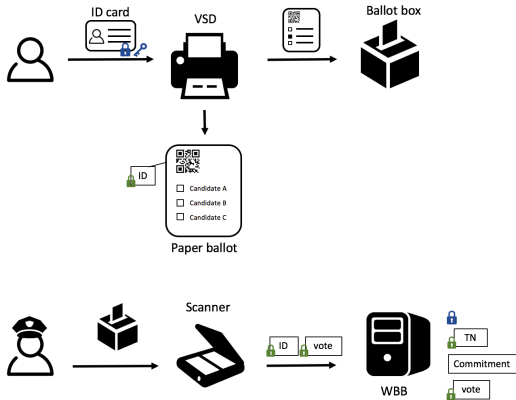 ID card
VSD
Ballot box
ID
Candidate A
Candidate B
Candidate C
Paper ballot
Scanner
ID
vote
WBB
TN
Commitment
vote